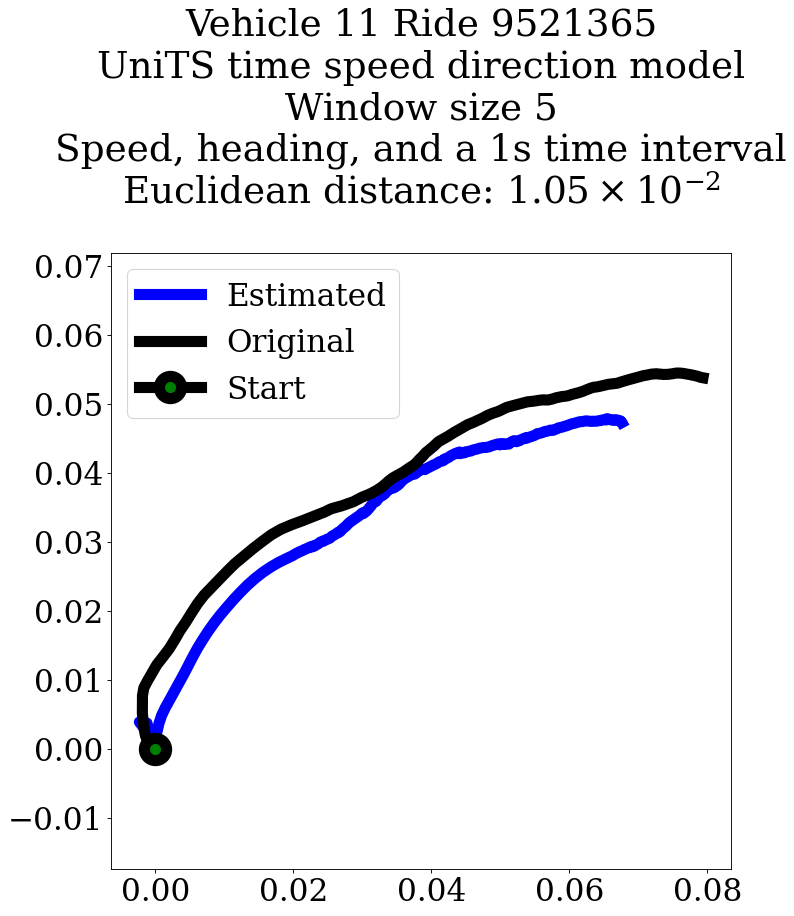 Vehicle 11 Ride 9521365
UniTS time speed direction model
Window size 5
Speed, heading, and a 1s time interval
Euclidean distance: 1.05 × 10⁻²
0.07
0.06
0.05
0.04
0.03
0.02
0.01
0.00
−0.01
Estimated
Original
Start
0.00 0.02 0.04 0.06 0.08